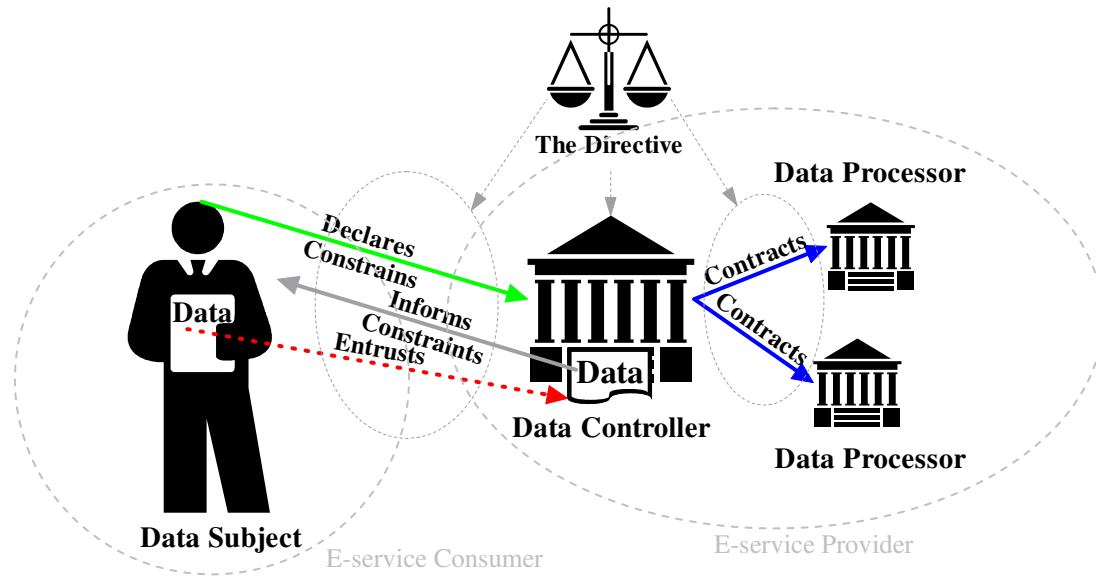 The Directive
Data Processor
Declares
Constrains
Contracts
Informs
Data
Constraints
Contracts
Entrusts
Data
Data Controller
Data Processor
Data Subject
E-service Consumer
E-service Provider